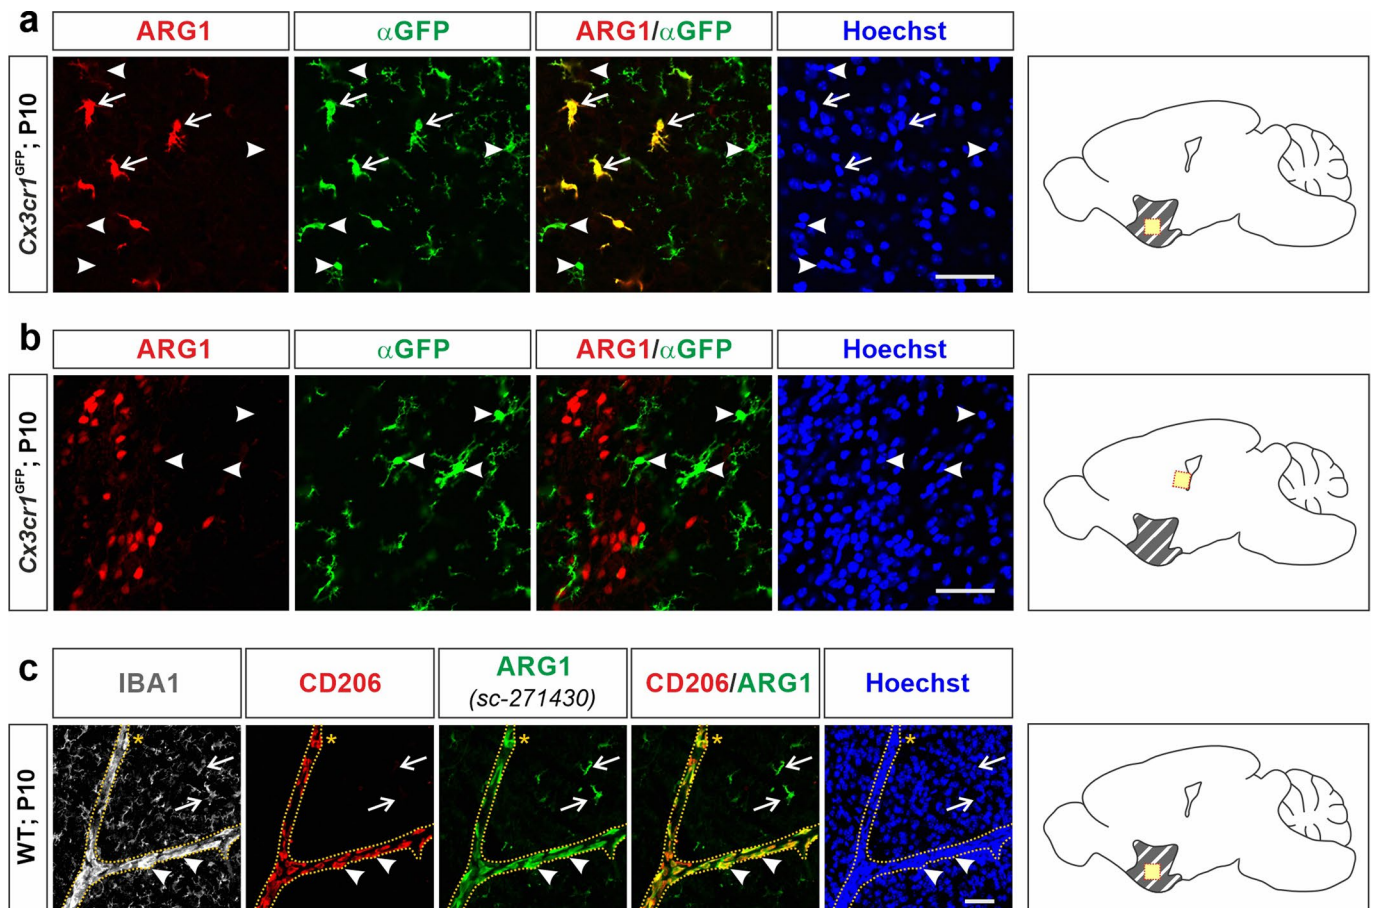 a
ARG1
αGFP
ARG1/αGFP
Hoechst
Cx3cr1GFP; P10
b
ARG1
αGFP
ARG1/αGFP
Hoechst
Cx3cr1GFP; P10
c
IBA1
CD206
ARG1
(sc-271430)
CD206/ARG1
Hoechst
WT; P10
* 
*
*
*
*